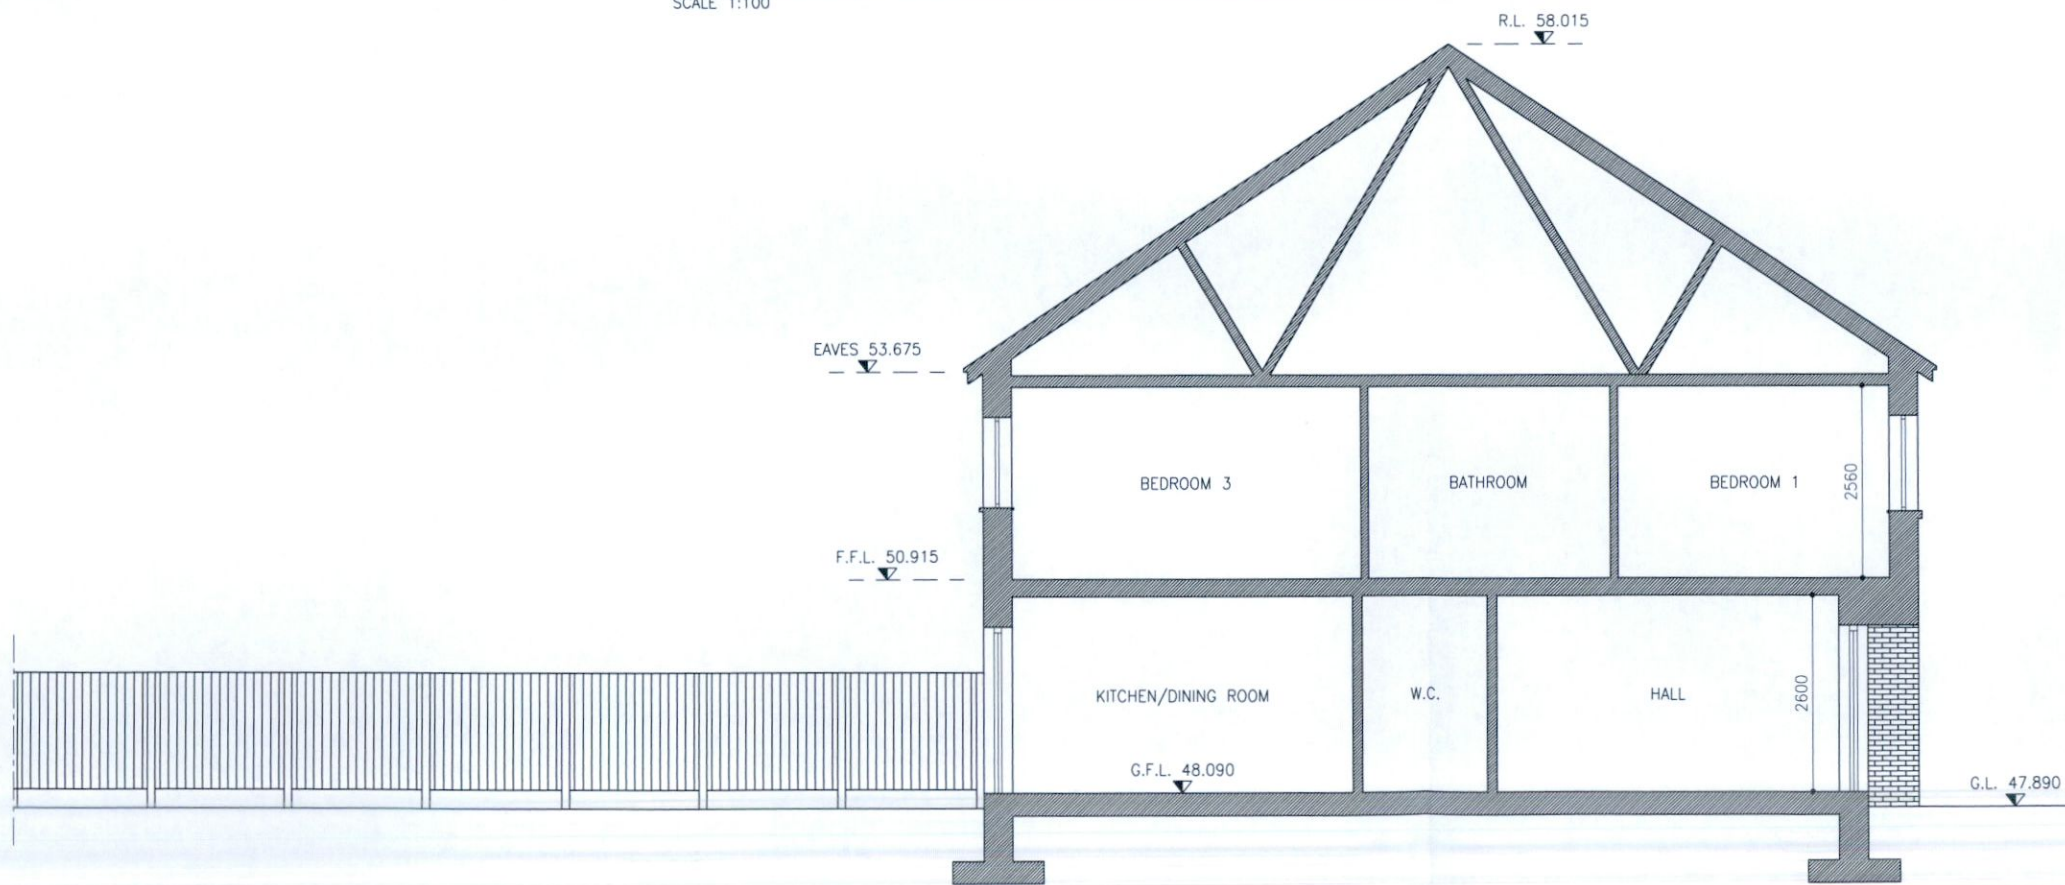 SCALE 1:100
R.L. 58.015
EAVES 53.675
BEDROOM 3
BATHROOM
BEDROOM 1
2560
F.F.L. 50.915
KITCHEN/DINING ROOM
W.C.
HALL
2600
G.F.L. 48.090
G.L. 47.890